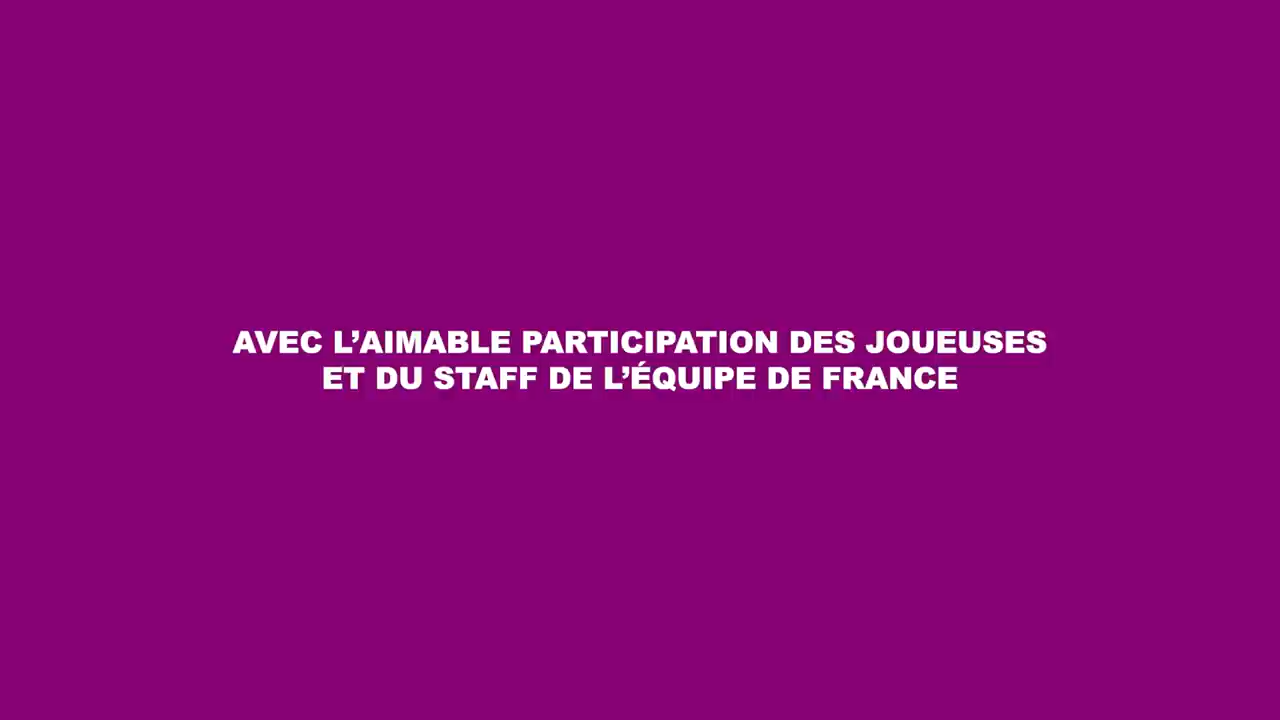 AVEC L’AIMABLE PARTICIPATION DES JOUEUSES
ET DU STAFF DE L’ÉQUIPE DE FRANCE